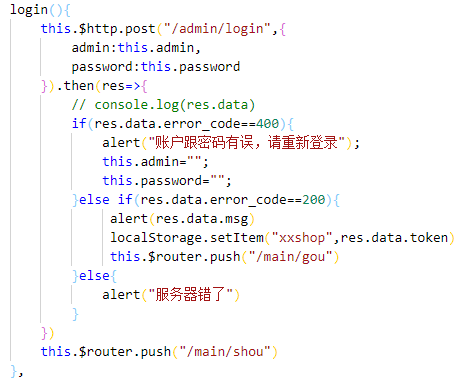 login(){
this.$http.post("/admin/login",{
admin:this.admin,
password:this.password
}).then(res=>{
// console.log(res.data)
if(res.data.error_code==400){
alert("账户跟密码有误，请重新登录");
this.admin="";
this.password="";
}else if(res.data.error_code==200){
alert(res.data.msg)
localStorage.setItem("xxshop",res.data.token)
this.$router.push("/main/gou")
}else{
alert("服务器错了")
}
})
this.$router.push("/main/shou")
},